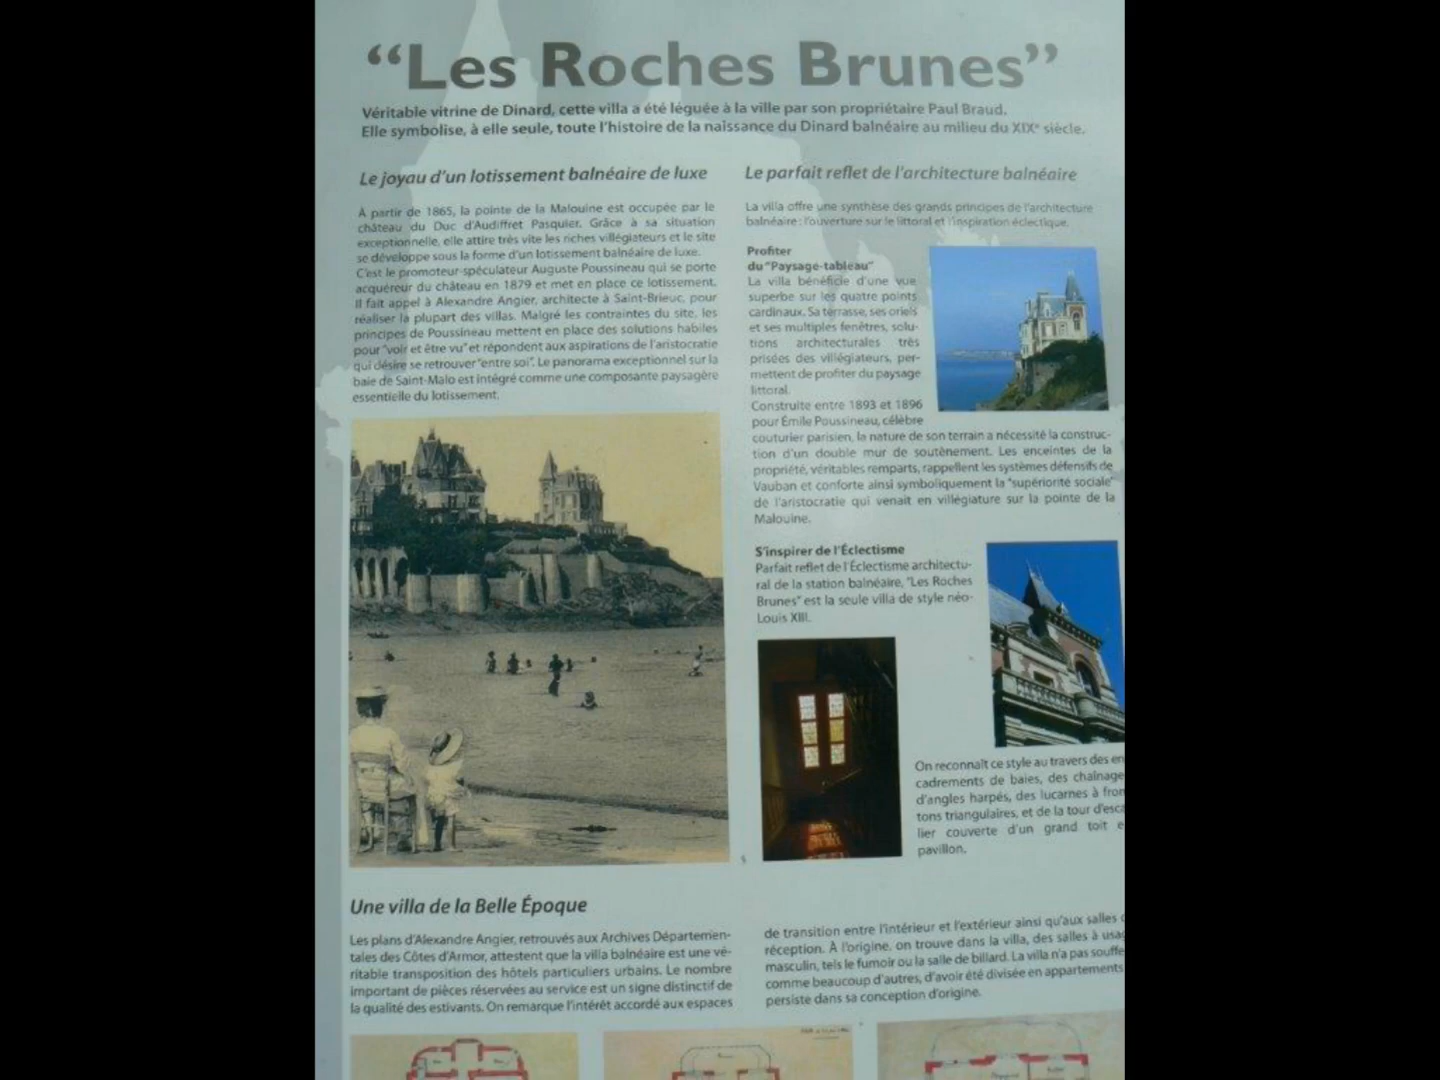 “Les Roches Brunes”
Véritable vitrine de Dinard, cette villa a été léguée à la ville par son propriétaire Paul Braud.
Elle symbolise, à elle seule, toute l'histoire de la naissance du Dinard balnéaire au milieu du XIXe siècle.
Le joyau d'un lotissement balnéaire de luxe
À partir de 1865, la pointe de la Malouine est occupée par le
château du Duc d'Audiffret Pasquier. Grâce à sa situation
exceptionnelle, elle attire très vite les riches villégiateurs et le site
se développe sous la forme d'un lotissement balnéaire de luxe.
C'est le promoteur-spéculateur Auguste Poussineau qui se porte
acquéreur du château en 1879 et met en place ce lotissement.
Il fait appel à Alexandre Angier, architecte à Saint-Brieuc, pour
réaliser la plupart des villas. Malgré les contraintes du site, les
principes de Poussineau mettent en place des solutions habiles
pour "voir et être vu" et répondent aux aspirations de l'aristocratie
qui désire se retrouver "entre soi". Le panorama exceptionnel sur la
baie de Saint-Malo est intégré comme une composante paysagère
essentielle du lotissement.
Le parfait reflet de l'architecture balnéaire
La villa offre une synthèse des grands principes de l'architecture
balnéaire : l'ouverture sur le littoral et l'inspiration éclectique.
Profiter
du "Paysage-tableau"
La villa bénéficie d'une vue
superbe sur les quatre points
cardinaux. Sa terrasse, ses oriels
et ses multiples fenêtres, solu-
tions architecturales très
prisées des villégiateurs, per-
mettent de profiter du paysage
littoral.
Construite entre 1893 et 1896
pour Émile Poussineau, célèbre
couturier parisien, la nature de son terrain a nécessité la construc-
tion d'un double mur de soutènement. Les enceintes de la
propriété, véritables remparts, rappellent les systèmes défensifs de
Vauban et conforte ainsi symboliquement la "supériorité sociale"
de l'aristocratie qui venait en villégiature sur la pointe de la
Malouine.
S'inspirer de l'Éclectisme
Parfait reflet de l'Éclectisme architectu-
ral de la station balnéaire, "Les Roches
Brunes" est la seule villa de style néo-
Louis XIII.
On reconnaît ce style au travers des en
cadrements de baies, des chaînage
d'angles harpés, des lucarnes à fron
tons triangulaires, et de la tour d'esca
lier couverte d'un grand toit e
pavillon.
Une villa de la Belle Époque
Les plans d'Alexandre Angier, retrouvés aux Archives Départemen-
tales des Côtes d'Armor, attestent que la villa balnéaire est une vé-
ritable transposition des hôtels particuliers urbains. Le nombre
important de pièces réservées au service est un signe distinctif de
la qualité des estivants. On remarque l'intérêt accordé aux espaces
de transition entre l'intérieur et l'extérieur ainsi qu'aux salles
réception. À l'origine, on trouve dans la villa, des salles à usa
masculin, tels le fumoir ou la salle de billard. La villa n'a pas souffe
comme beaucoup d'autres, d'avoir été divisée en appartements
persiste dans sa conception d'origine.